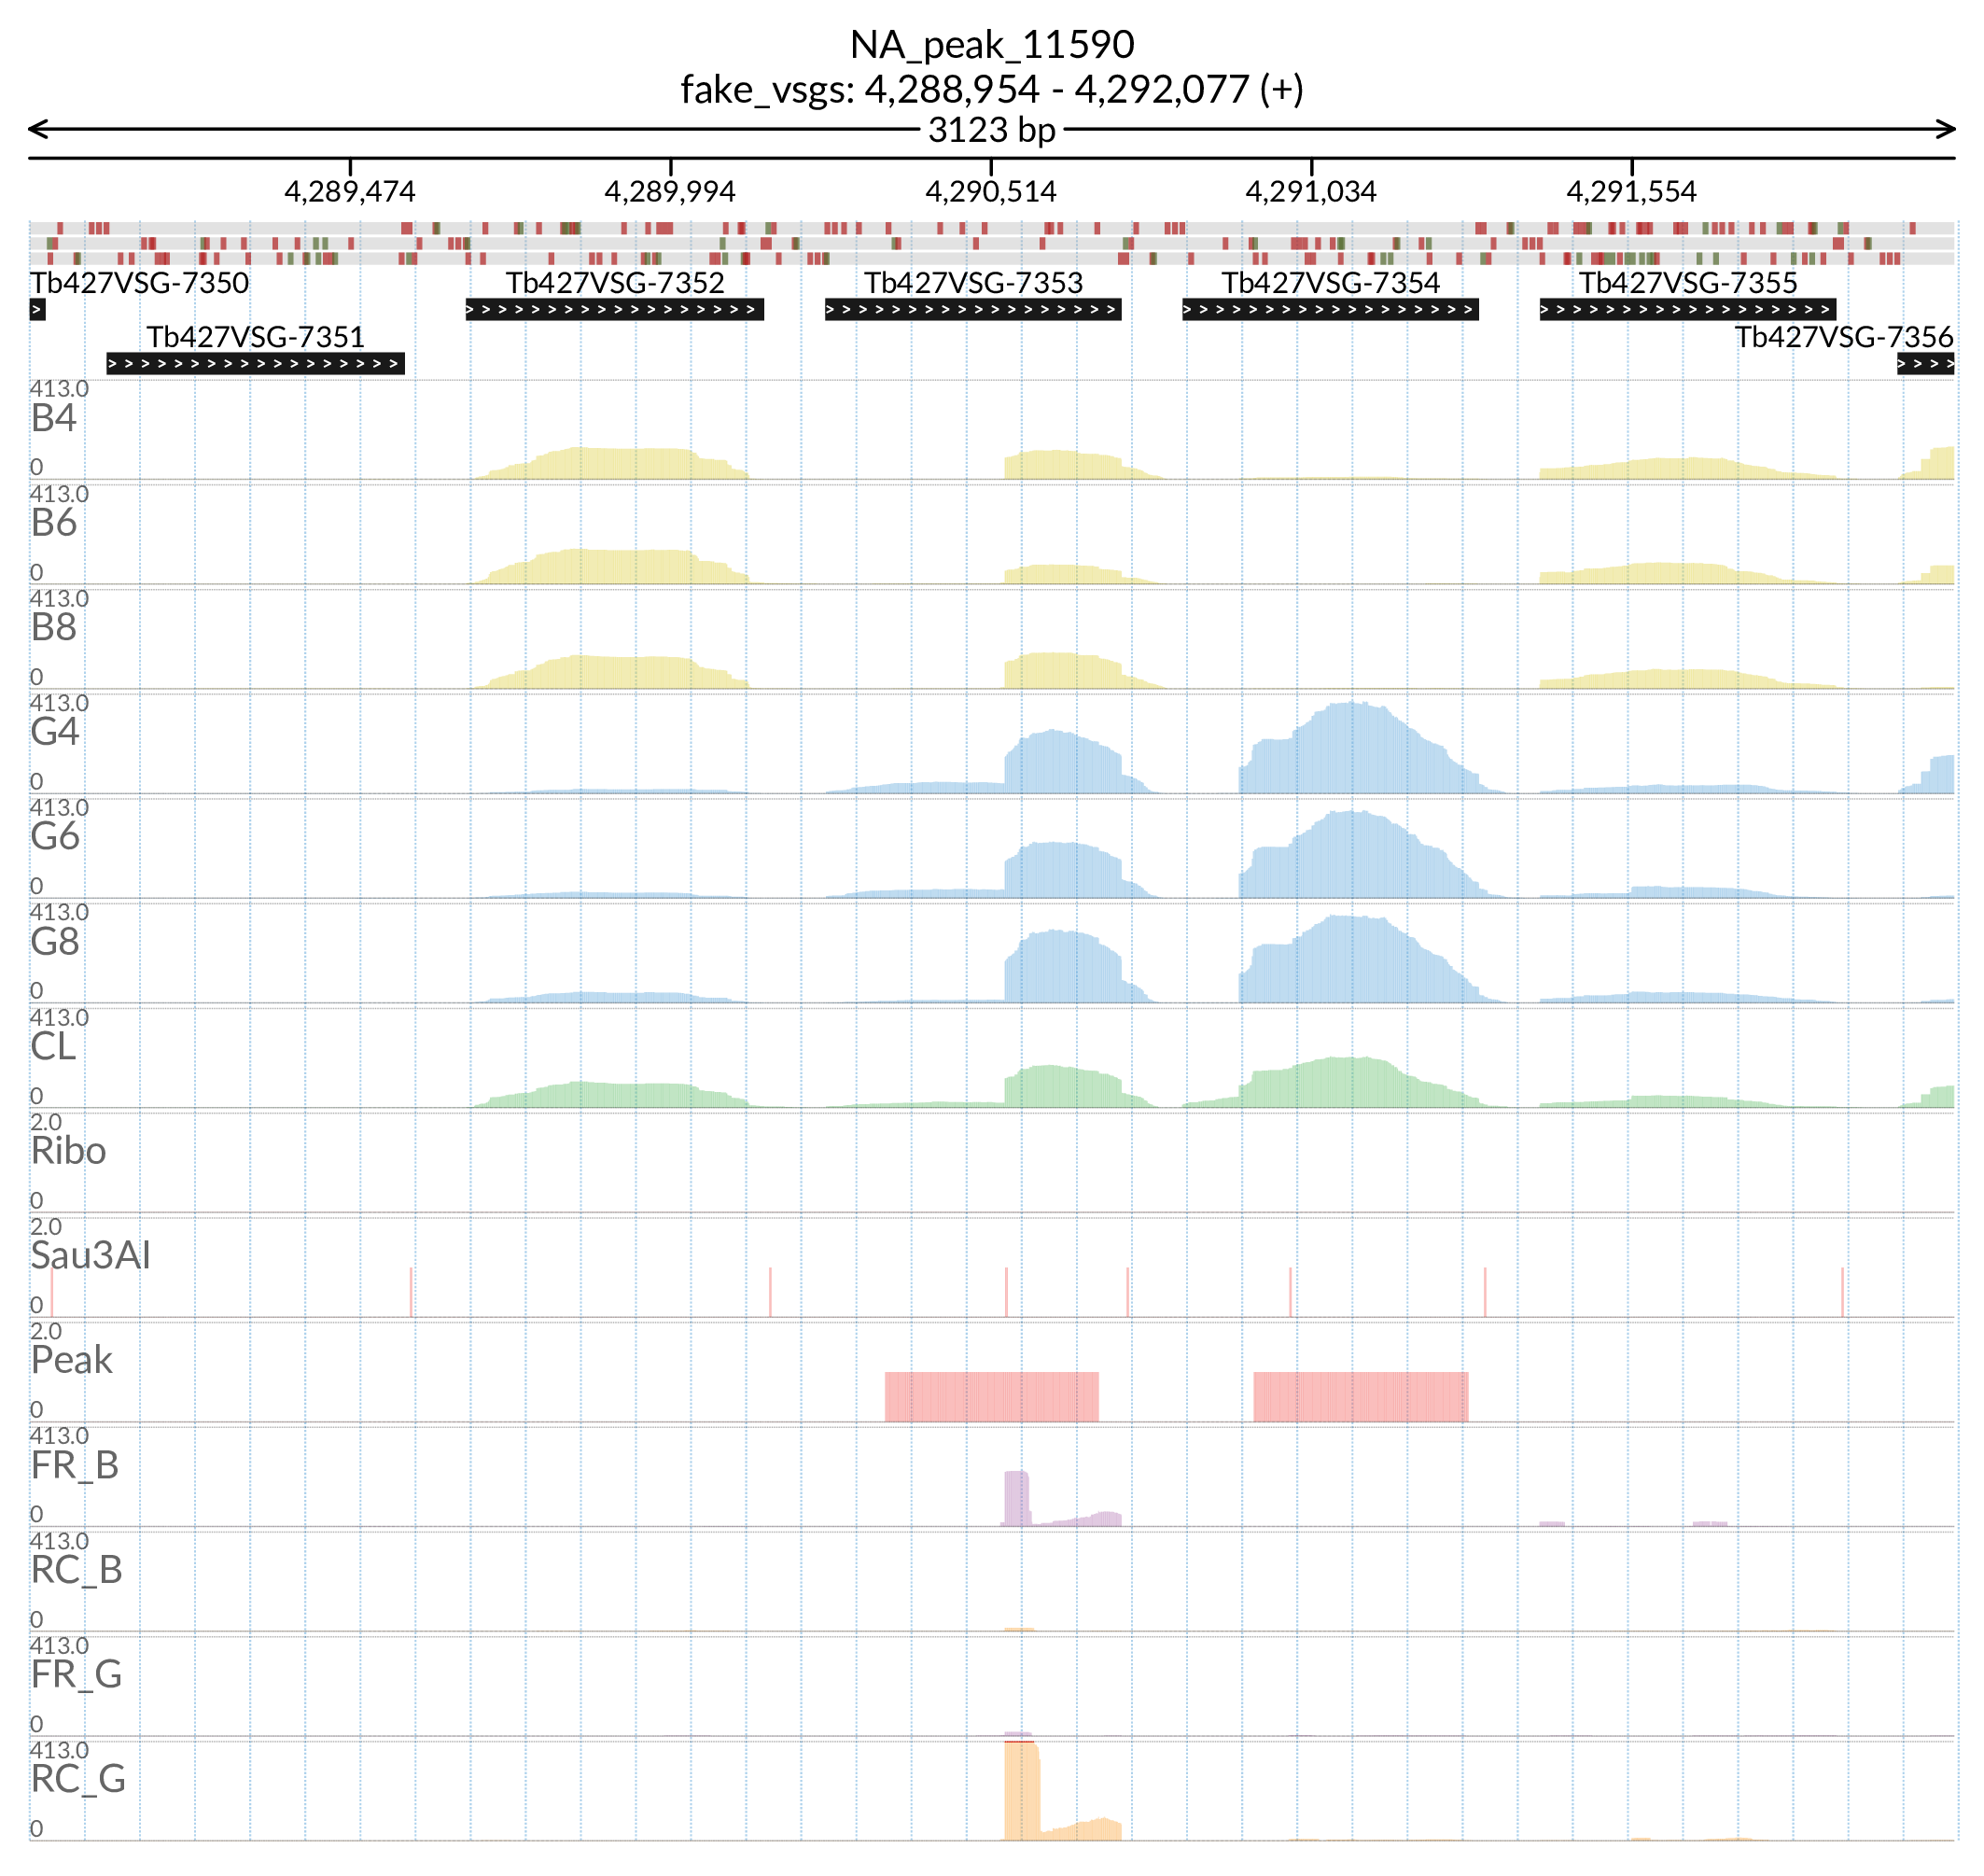 NA_peak_11590
fake_vsgs: 4,288,954 - 4,292,077 (+)
3123 bp
4,289,474 4,289,994 4,290,514 4,291,034 4,291,554
Tb427VSG-7350 Tb427VSG-7352 Tb427VSG-7353 Tb427VSG-7354 Tb427VSG-7355
Tb427VSG-7351 Tb427VSG-7356
413.0
B4
0
413.0
B6
0
413.0
B8
0
413.0
G4
0
413.0
G6
0
413.0
G8
0
413.0
CL
0
2.0
Ribo
0
2.0
Sau3AI
0
2.0
Peak
0
413.0
FR_B
0
413.0
RC_B
0
413.0
FR_G
0
413.0
RC_G
0